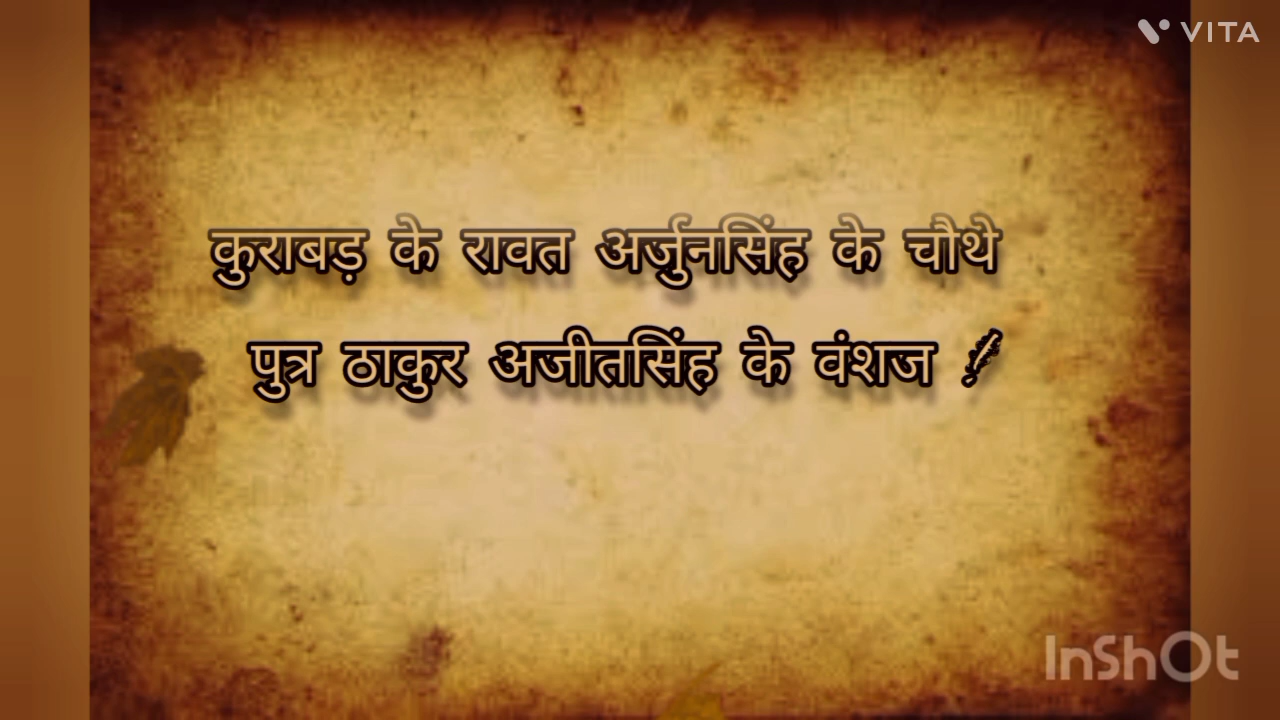 VITA
कुराबड़ के रावत अर्जुनसिंह के चौथे
पुत्र ठाकुर अजीतसिंह के वंशज
InShOt